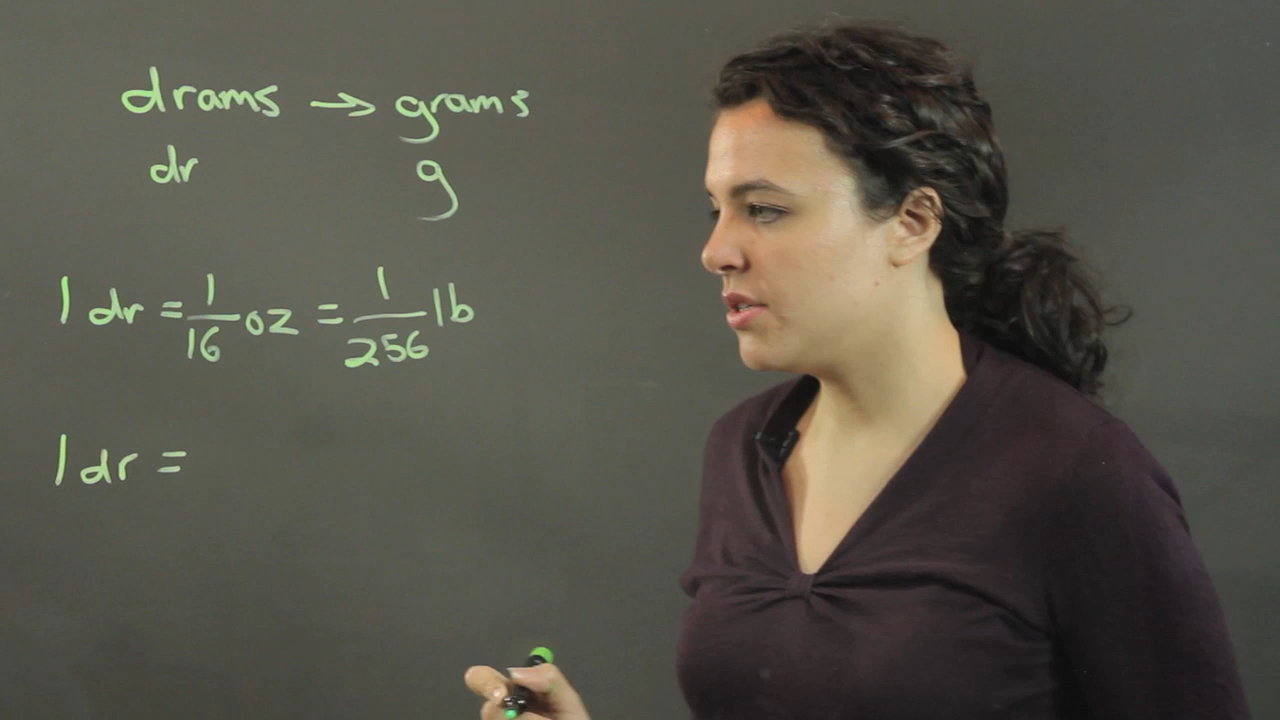 drams → grams
dr g
1 dr = 1/16 oz = 1/256 lb
1 dr =